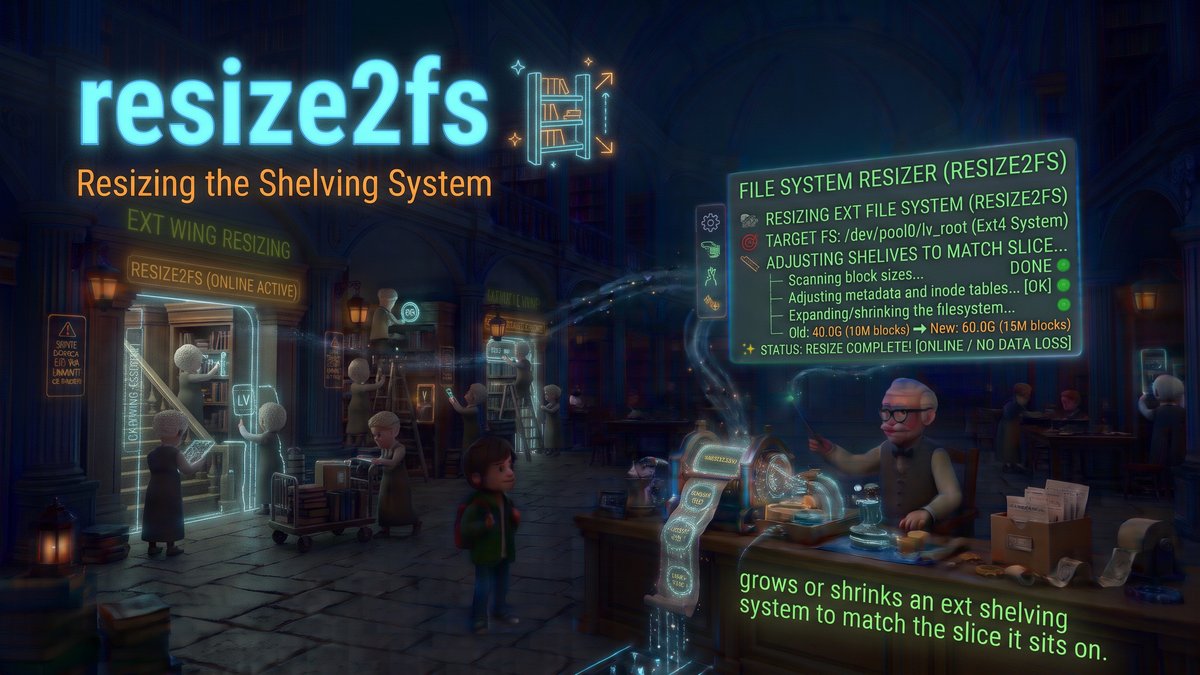 resize2fs
Resizing the Shelving System
EXT WING RESIZING
RESIZE2FS (ONLINE ACTIVE)
LV
FILE SYSTEM RESIZER (RESIZE2FS)
RESIZING EXT FILE SYSTEM (RESIZE2FS)
TARGET FS: /dev/pool0/lv_root (Ext4 System)
ADJUSTING SHELIVES TO MATCH SLICE...
Scanning block sizes... DONE
Adjusting metadata and inode tables... [OK]
Expanding/shrinking the filesystem...
Old: 40.0G (10M blocks) → New: 60.0G (15M blocks)
STATUS: RESIZE COMPLETE! [ONLINE / NO DATA LOSS]
grows or shrinks an ext shelving
system to match the slice it sits on.